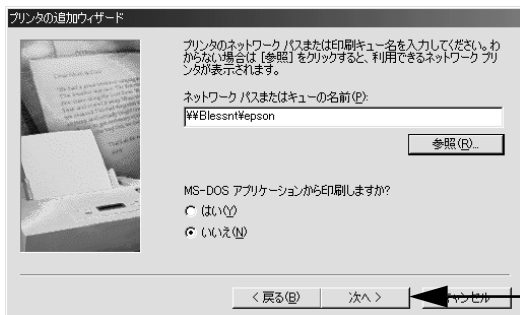 プリンタの追加ウィザード
プリンタのネットワーク パスまたは印刷キュー名を入力してください。わ
からない場合は [参照] をクリックすると、利用できるネットワーク プリ
ンタが表示されます。
ネットワーク パスまたはキューの名前(P):
¥¥Blessnt¥epson
参照(R)...
MS-DOS アプリケーションから印刷しますか?
はい(Y)
いいえ(N)
< 戻る(B)
次へ >
キャンセル